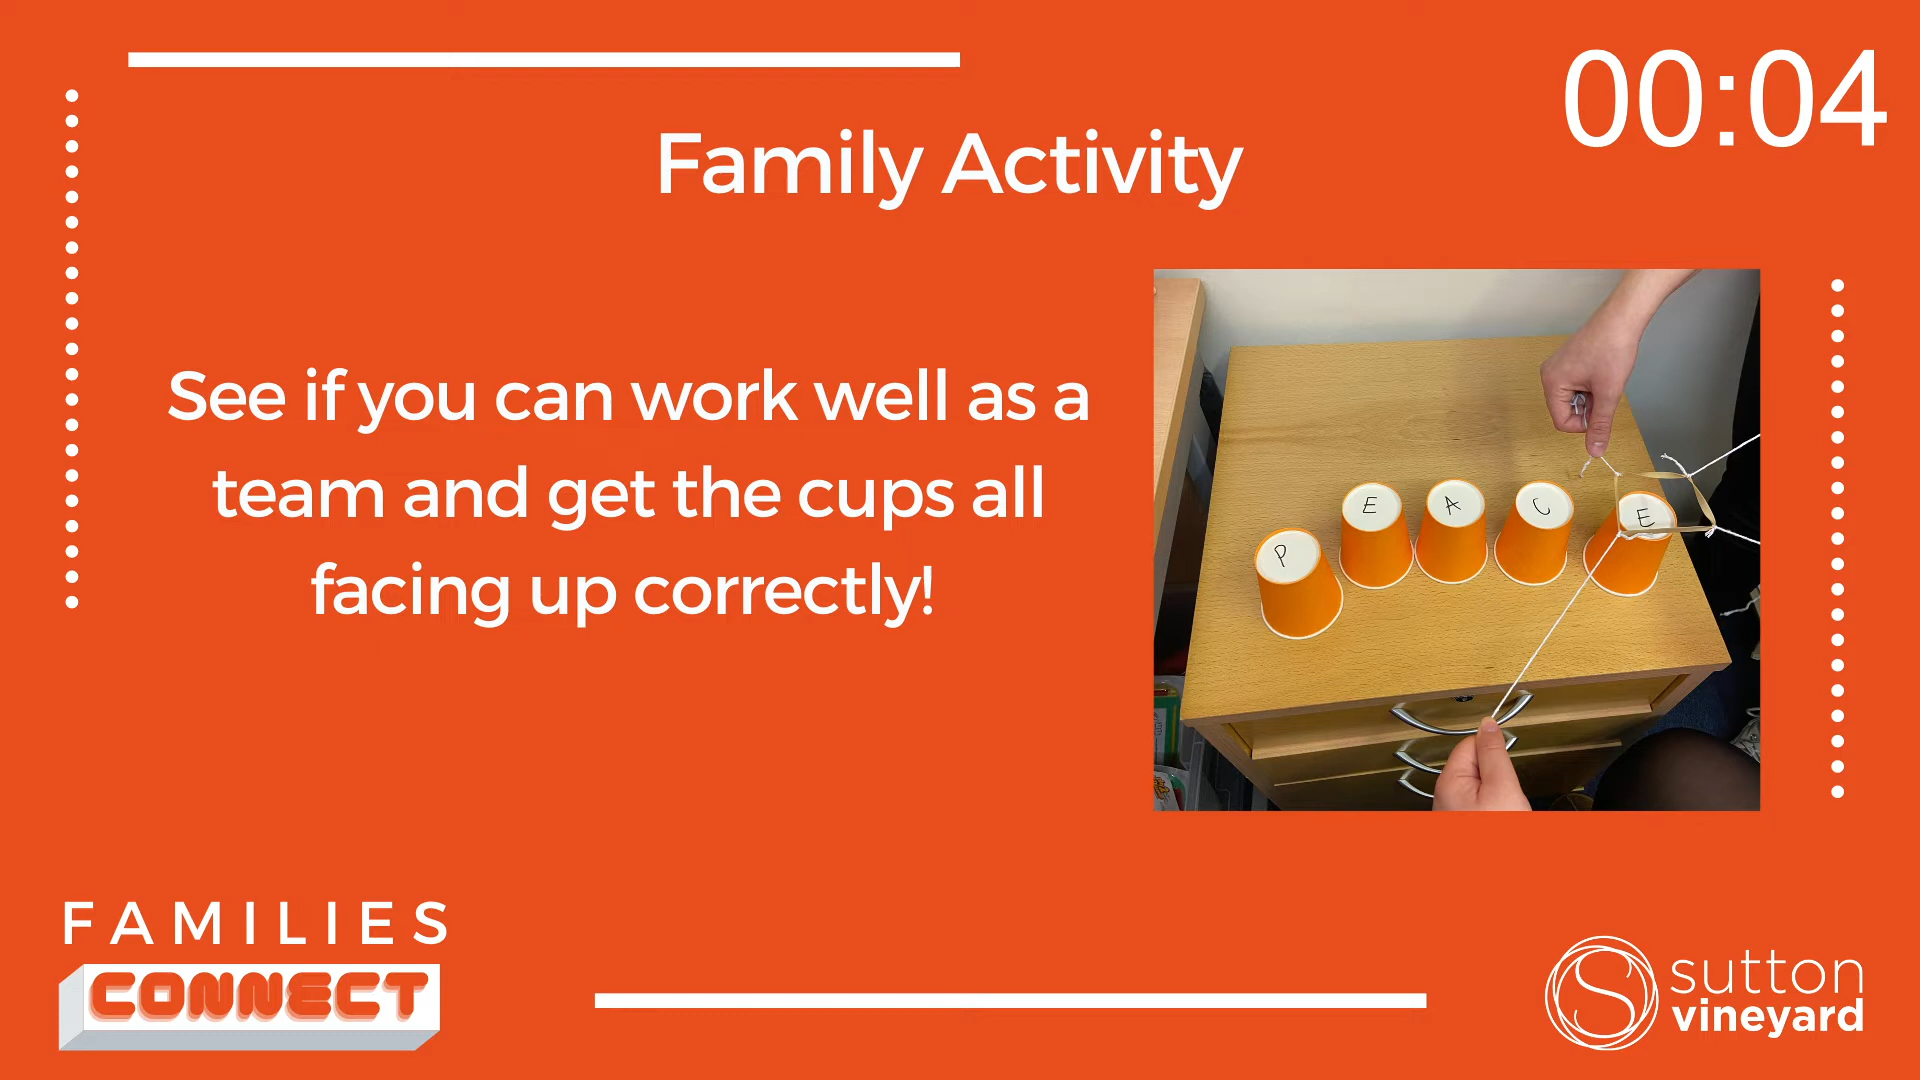 00:04
Family Activity
See if you can work well as a
team and get the cups all
facing up correctly!
P E A C E
FAMILIES
CONNECT
sutton
vineyard